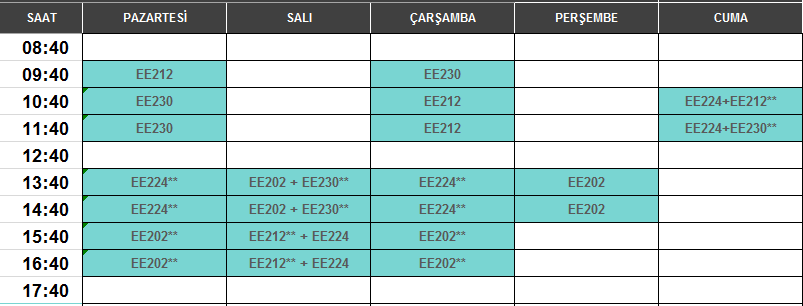 SAAT PAZARTESİ SALI ÇARŞAMBA PERŞEMBE CUMA
08:40
09:40 EE212 EE230
10:40 EE230 EE212 EE224+EE212**
11:40 EE230 EE212 EE224+EE230**
12:40
13:40 EE224** EE202 + EE230** EE224** EE202
14:40 EE224** EE202 + EE230** EE224** EE202
15:40 EE202** EE212** + EE224 EE202**
16:40 EE202** EE212** + EE224 EE202**
17:40